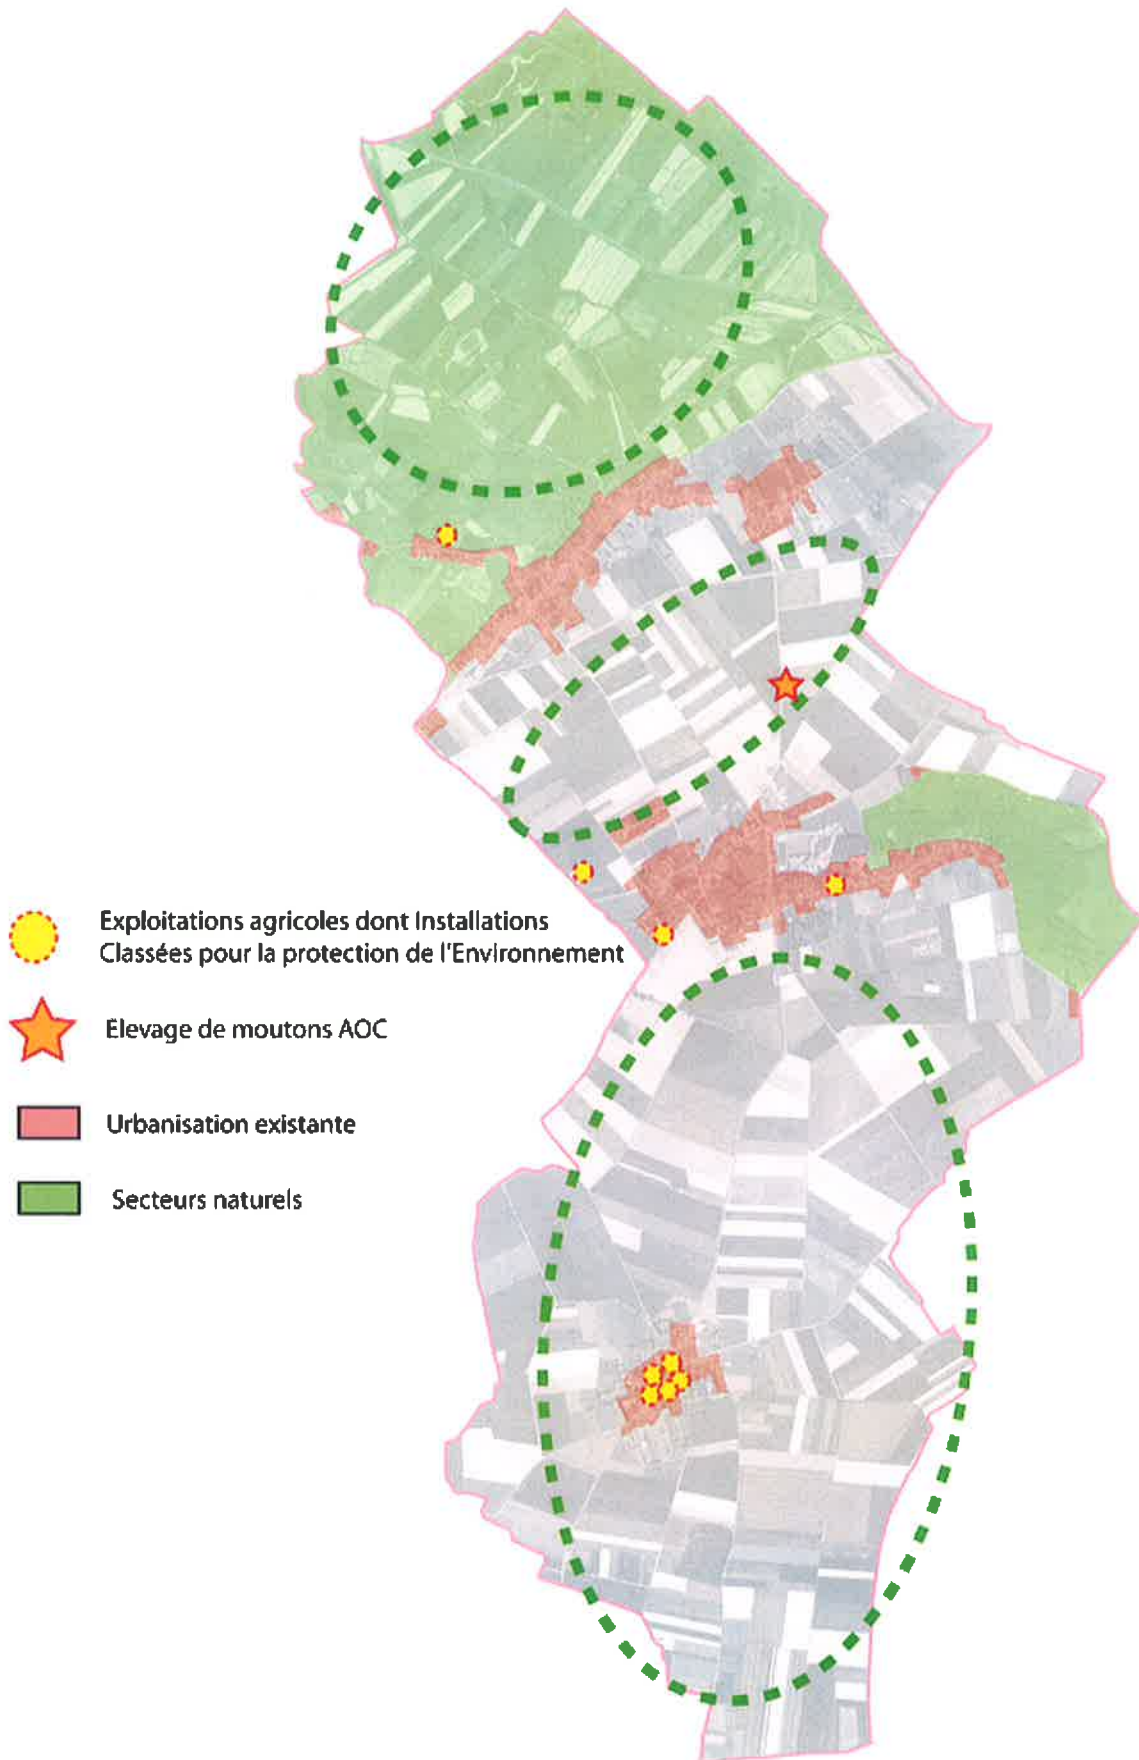 Exploitations agricoles dont Installations
Classées pour la protection de l'Environnement
Elevage de moutons AOC
Urbanisation existante
Secteurs naturels